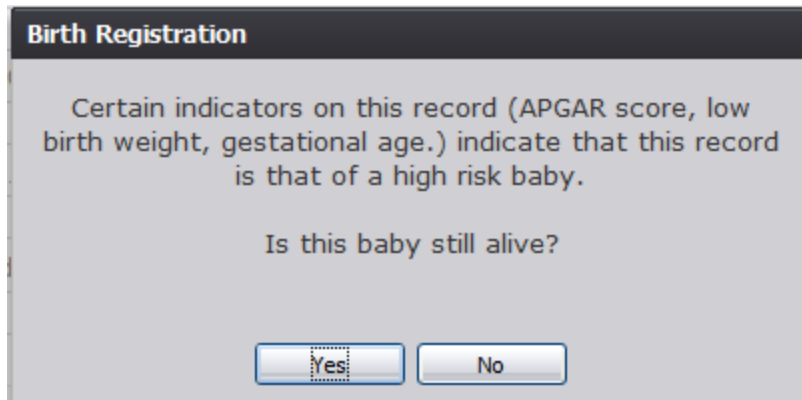 Birth Registration
Certain indicators on this record (APGAR score, low
birth weight, gestational age.) indicate that this record
is that of a high risk baby.
Is this baby still alive?
Yes No